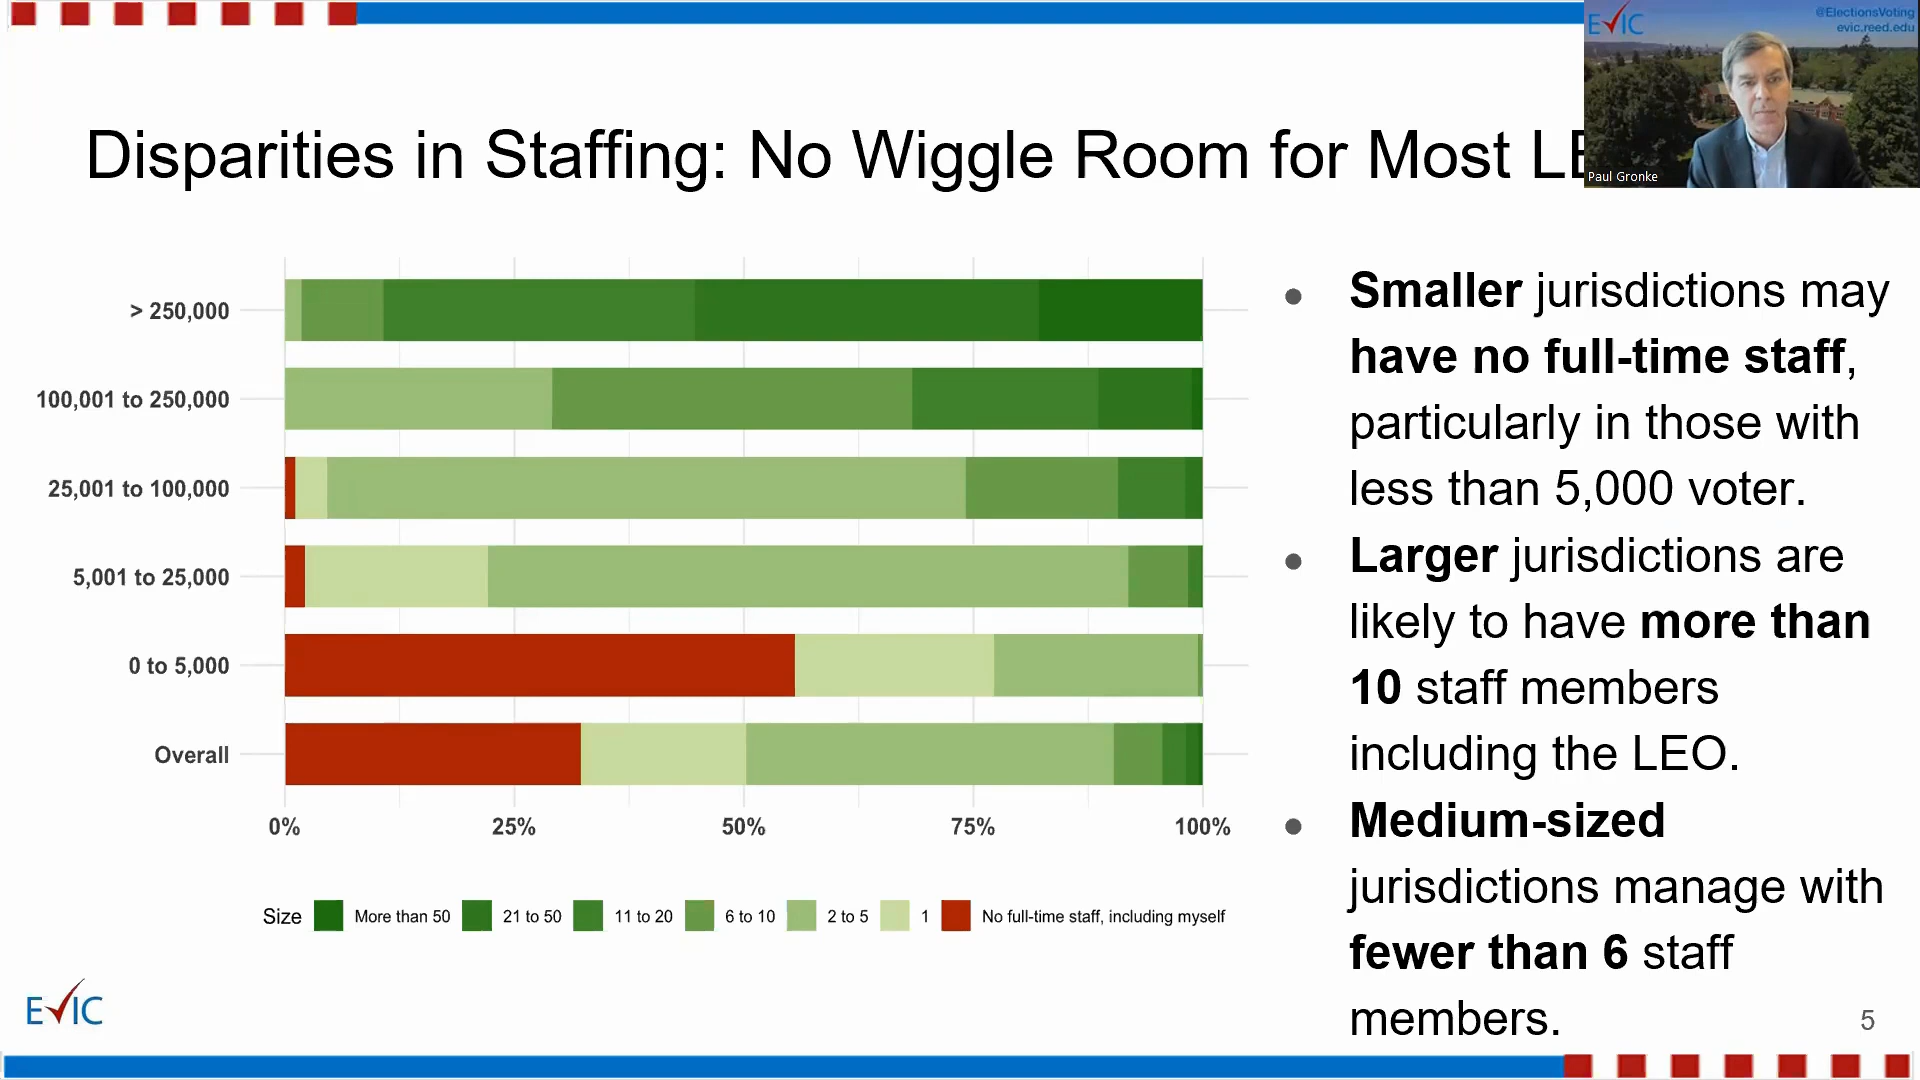 EVIC
@ElectionsVoting
evic.reed.edu
Paul Gronke
Disparities in Staffing: No Wiggle Room for Most
> 250,000
100,001 to 250,000
25,001 to 100,000
5,001 to 25,000
0 to 5,000
Overall
0% 25% 50% 75% 100%
Size More than 50 21 to 50 11 to 20 6 to 10 2 to 5 1 No full-time staff, including myself
● Smaller jurisdictions may
have no full-time staff,
particularly in those with
less than 5,000 voter.
● Larger jurisdictions are
likely to have more than
10 staff members
including the LEO.
● Medium-sized
jurisdictions manage with
fewer than 6 staff
members.
EVIC
5